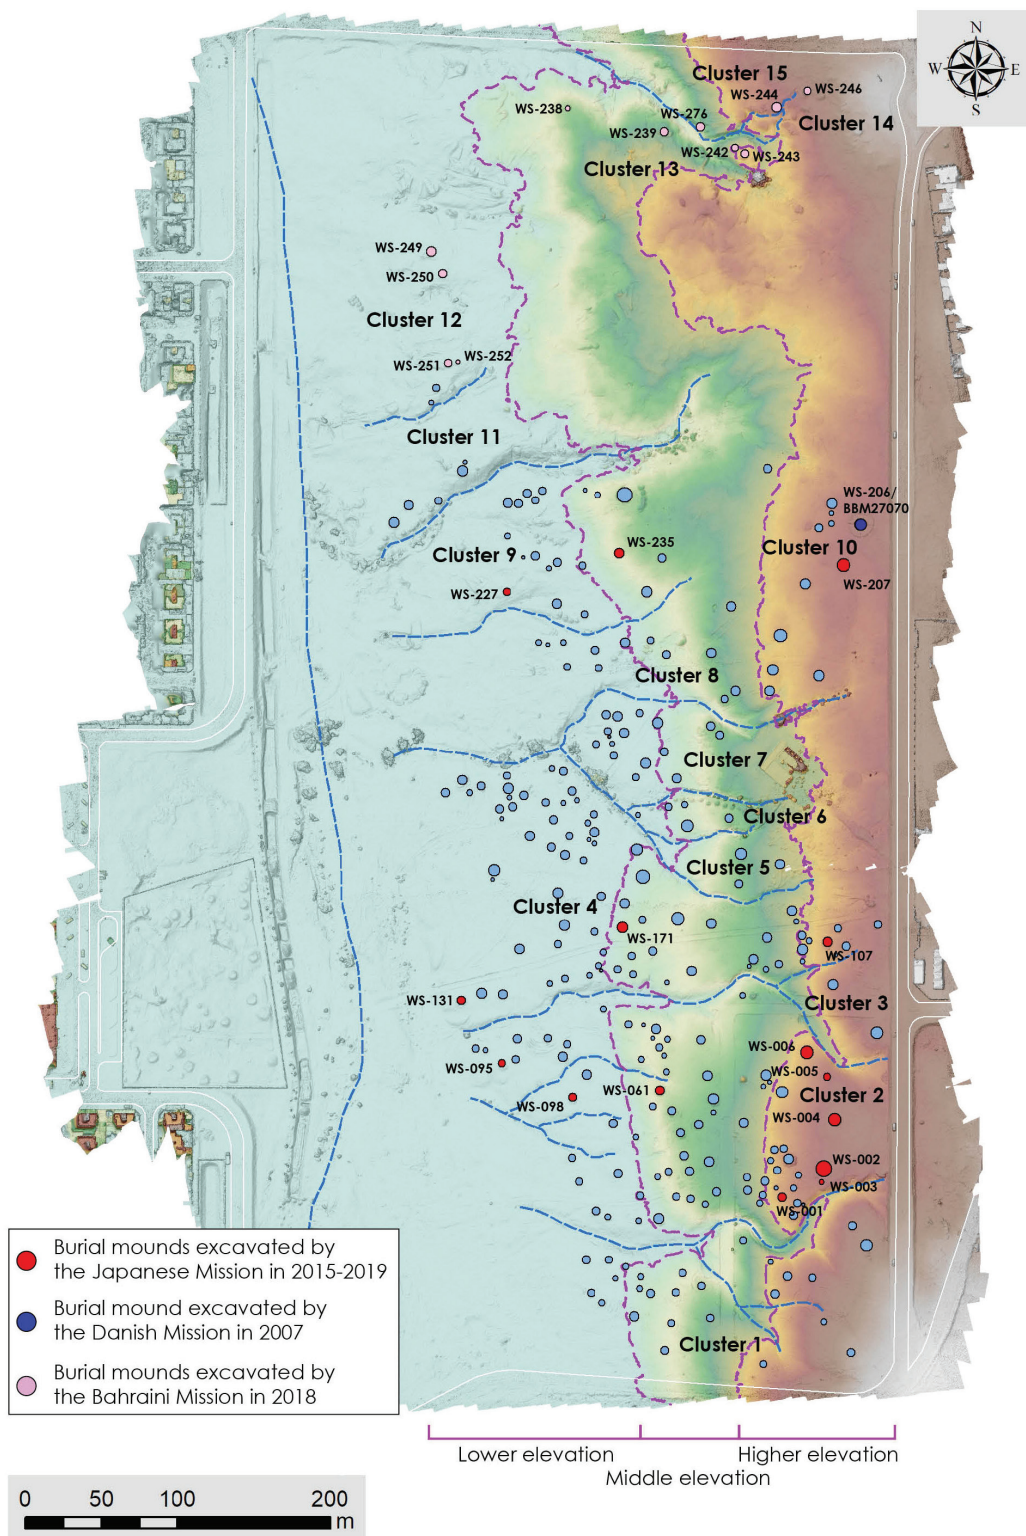 N
W E
S
Cluster 15
WS-244
WS-246
WS-238
WS-276
Cluster 14
WS-239
WS-242
WS-243
Cluster 13
WS-249
WS-250
Cluster 12
WS-251
WS-252
Cluster 11
WS-206/
BBM27070
WS-235
Cluster 10
Cluster 9
WS-207
WS-227
Cluster 8
Cluster 7
Cluster 6
Cluster 5
Cluster 4
WS-171
WS-107
WS-131
Cluster 3
WS-006
WS-095
WS-005
WS-061
Cluster 2
WS-098
WS-004
WS-002
WS-003
WS-001
Burial mounds excavated by
the Japanese Mission in 2015-2019
Burial mound excavated by
the Danish Mission in 2007
Burial mounds excavated by
the Bahraini Mission in 2018
Cluster 1
Lower elevation
Higher elevation
Middle elevation
0 50 100 200
m